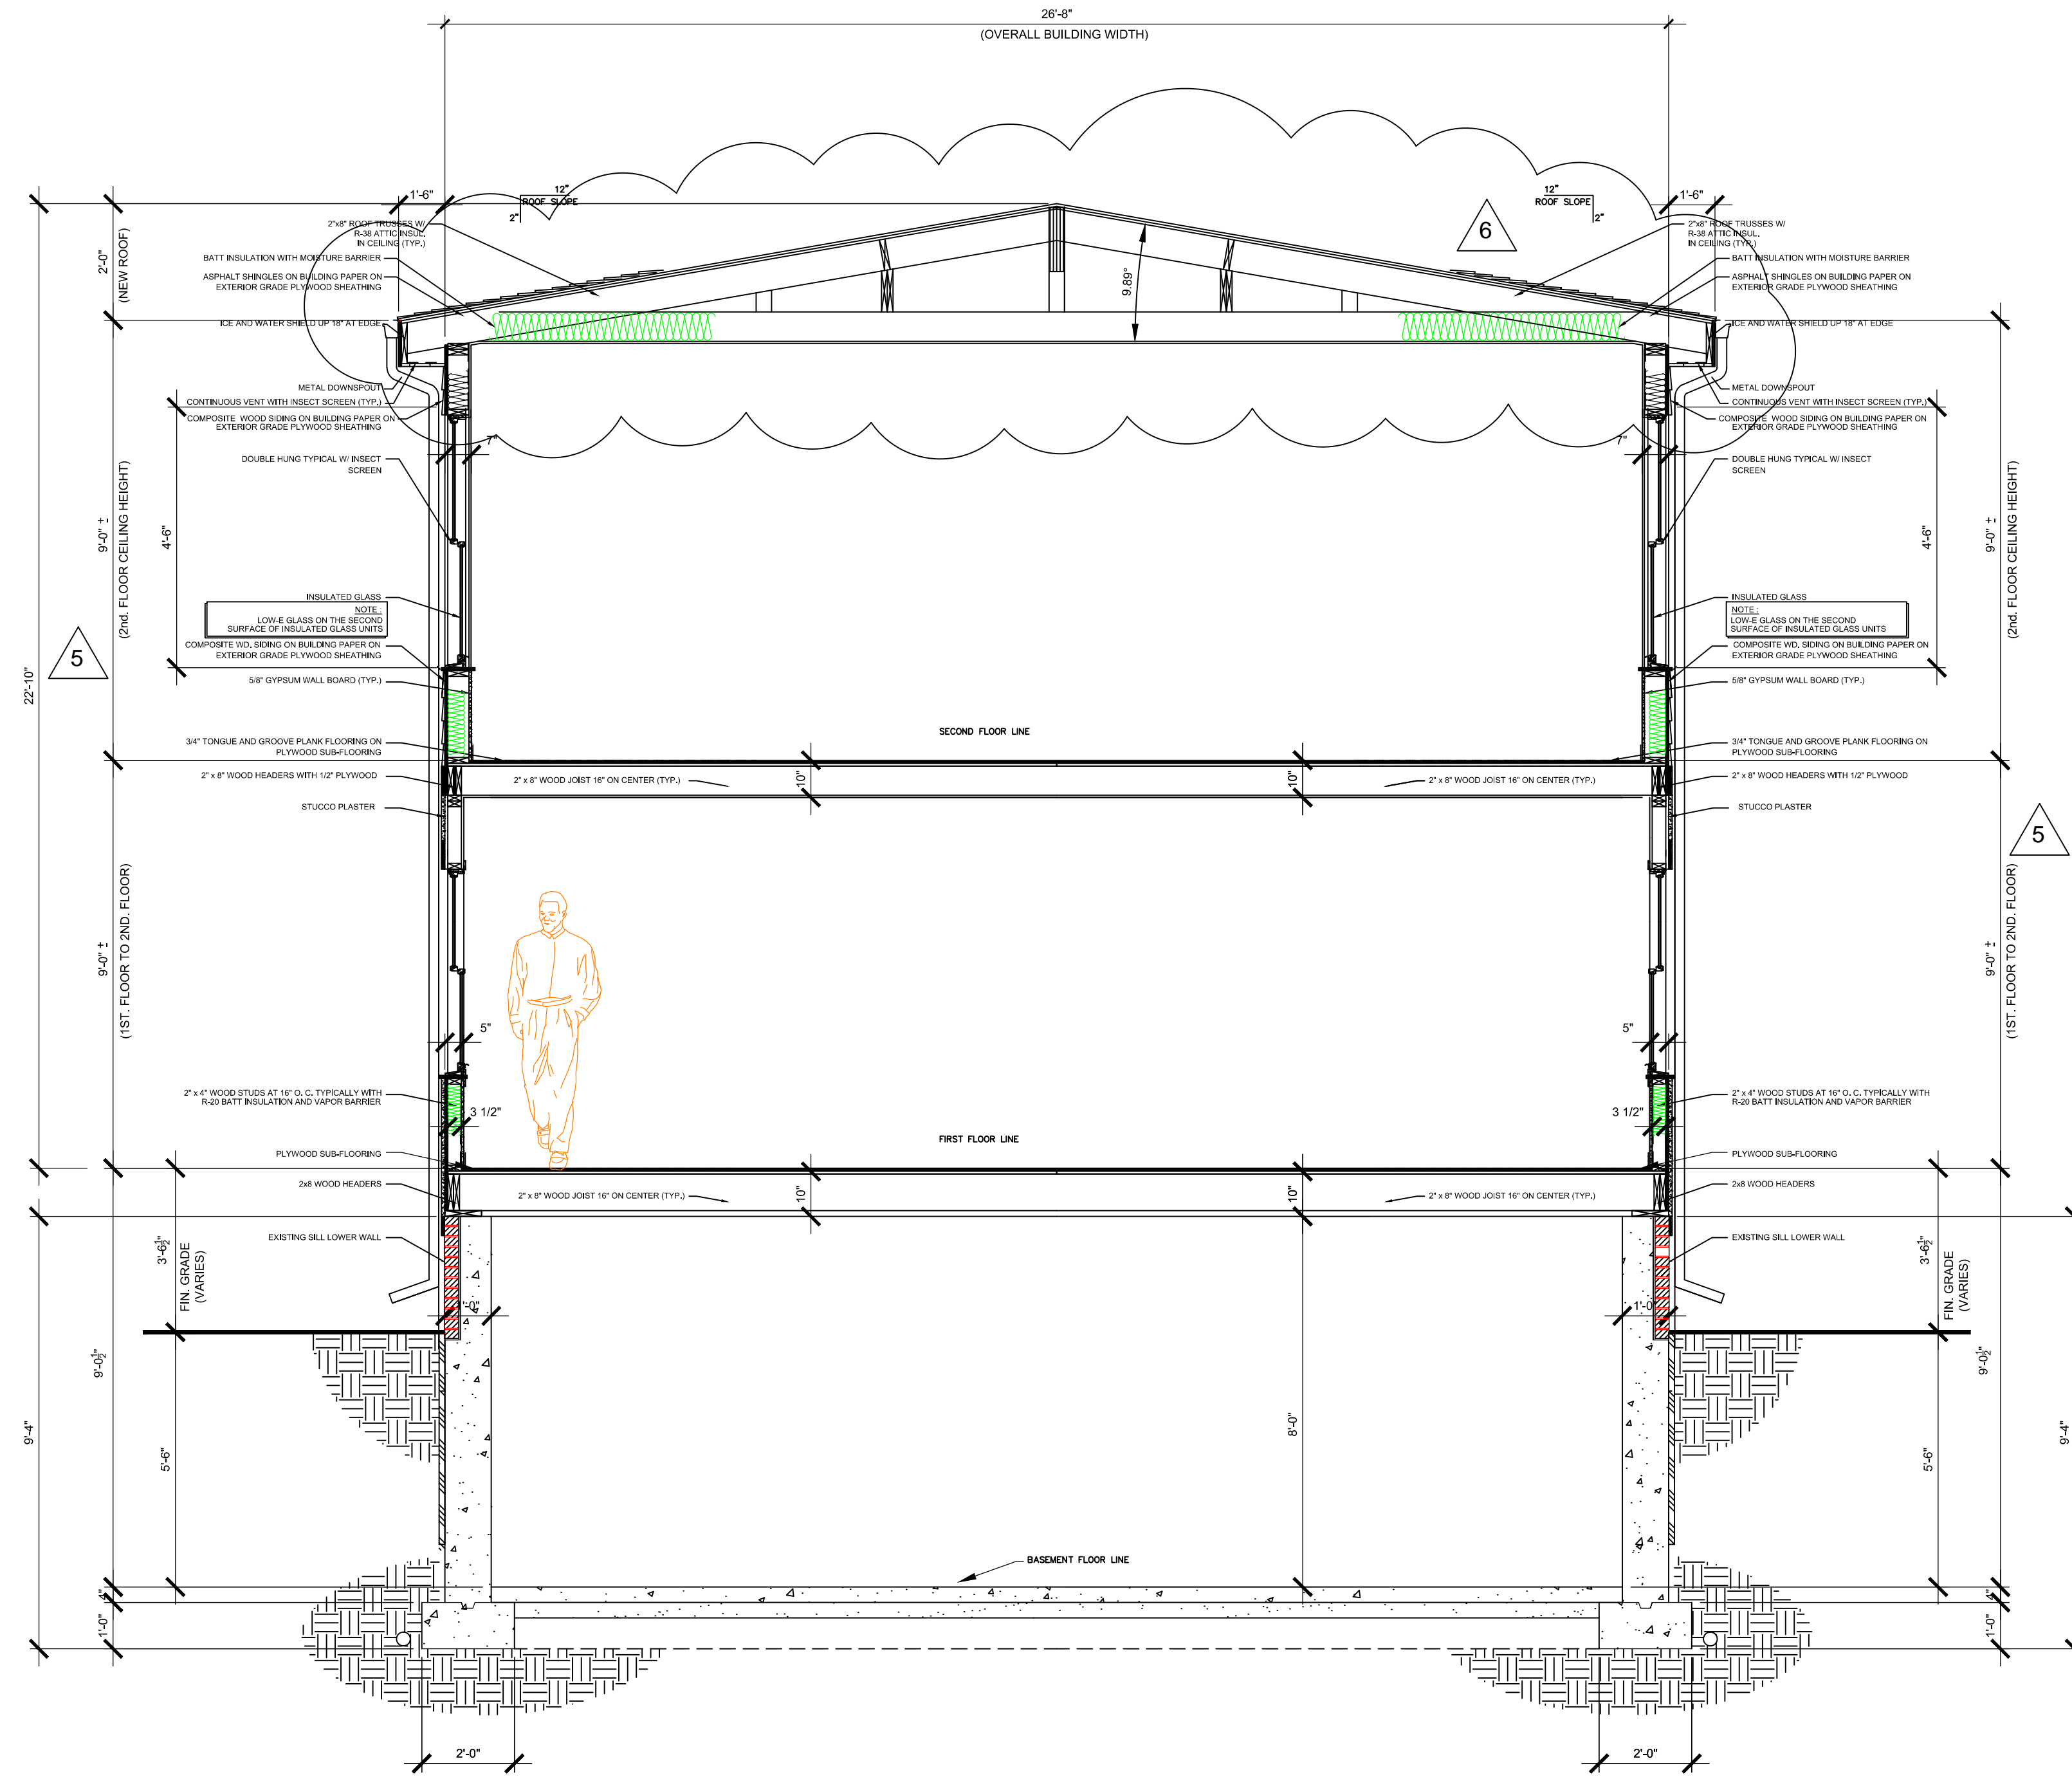 26'-8"
(OVERALL BUILDING WIDTH)
1'-6"
12"
ROOF SLOPE
2"
12"
ROOF SLOPE
2"
1'-6"
6
2"x8" ROOF TRUSSES W/
R-38 ATTIC INSUL.
IN CEILING (TYP.)
BATT INSULATION WITH MOISTURE BARRIER
ASPHALT SHINGLES ON BUILDING PAPER ON
EXTERIOR GRADE PLYWOOD SHEATHING
ICE AND WATER SHIELD UP 18" AT EDGE
METAL DOWNSPOUT
CONTINUOUS VENT WITH INSECT SCREEN (TYP.)
COMPOSITE WOOD SIDING ON BUILDING PAPER ON
EXTERIOR GRADE PLYWOOD SHEATHING
DOUBLE HUNG TYPICAL W/ INSECT
SCREEN
INSULATED GLASS
NOTE :
LOW-E GLASS ON THE SECOND
SURFACE OF INSULATED GLASS UNITS
COMPOSITE WD. SIDING ON BUILDING PAPER ON
EXTERIOR GRADE PLYWOOD SHEATHING
5/8" GYPSUM WALL BOARD (TYP.)
3/4" TONGUE AND GROOVE PLANK FLOORING ON
PLYWOOD SUB-FLOORING
2" x 8" WOOD HEADERS WITH 1/2" PLYWOOD
STUCCO PLASTER
2" x 4" WOOD STUDS AT 16" O. C. TYPICALLY WITH
R-20 BATT INSULATION AND VAPOR BARRIER
PLYWOOD SUB-FLOORING
2x8 WOOD HEADERS
EXISTING SILL LOWER WALL
22'-10"
2'-0"
(NEW ROOF)
9'-0" ±
(2nd. FLOOR CEILING HEIGHT)
4'-6"
5
9'-0" ±
(1ST. FLOOR TO 2ND. FLOOR)
3'-6½"
FIN. GRADE
(VARIES)
9'-0½"
9'-4"
5'-6"
4"
1'-0"
9.89°
7"
7"
SECOND FLOOR LINE
2" x 8" WOOD JOIST 16" ON CENTER (TYP.)
10"
10"
2" x 8" WOOD JOIST 16" ON CENTER (TYP.)
5"
5"
3 1/2"
3 1/2"
FIRST FLOOR LINE
2" x 8" WOOD JOIST 16" ON CENTER (TYP.)
10"
10"
2" x 8" WOOD JOIST 16" ON CENTER (TYP.)
1'-0"
1'-0"
8'-0"
BASEMENT FLOOR LINE
2'-0"
2'-0"
2"x8" ROOF TRUSSES W/
R-38 ATTIC INSUL.
IN CEILING (TYP.)
BATT INSULATION WITH MOISTURE BARRIER
ASPHALT SHINGLES ON BUILDING PAPER ON
EXTERIOR GRADE PLYWOOD SHEATHING
ICE AND WATER SHIELD UP 18" AT EDGE
METAL DOWNSPOUT
CONTINUOUS VENT WITH INSECT SCREEN (TYP.)
COMPOSITE WOOD SIDING ON BUILDING PAPER ON
EXTERIOR GRADE PLYWOOD SHEATHING
DOUBLE HUNG TYPICAL W/ INSECT
SCREEN
INSULATED GLASS
NOTE :
LOW-E GLASS ON THE SECOND
SURFACE OF INSULATED GLASS UNITS
COMPOSITE WD. SIDING ON BUILDING PAPER ON
EXTERIOR GRADE PLYWOOD SHEATHING
5/8" GYPSUM WALL BOARD (TYP.)
3/4" TONGUE AND GROOVE PLANK FLOORING ON
PLYWOOD SUB-FLOORING
2" x 8" WOOD HEADERS WITH 1/2" PLYWOOD
STUCCO PLASTER
2" x 4" WOOD STUDS AT 16" O. C. TYPICALLY WITH
R-20 BATT INSULATION AND VAPOR BARRIER
PLYWOOD SUB-FLOORING
2x8 WOOD HEADERS
EXISTING SILL LOWER WALL
4'-6"
9'-0" ±
(2nd. FLOOR CEILING HEIGHT)
5
9'-0" ±
(1ST. FLOOR TO 2ND. FLOOR)
3'-6½"
FIN. GRADE
(VARIES)
9'-0½"
9'-4"
5'-6"
4"
1'-0"